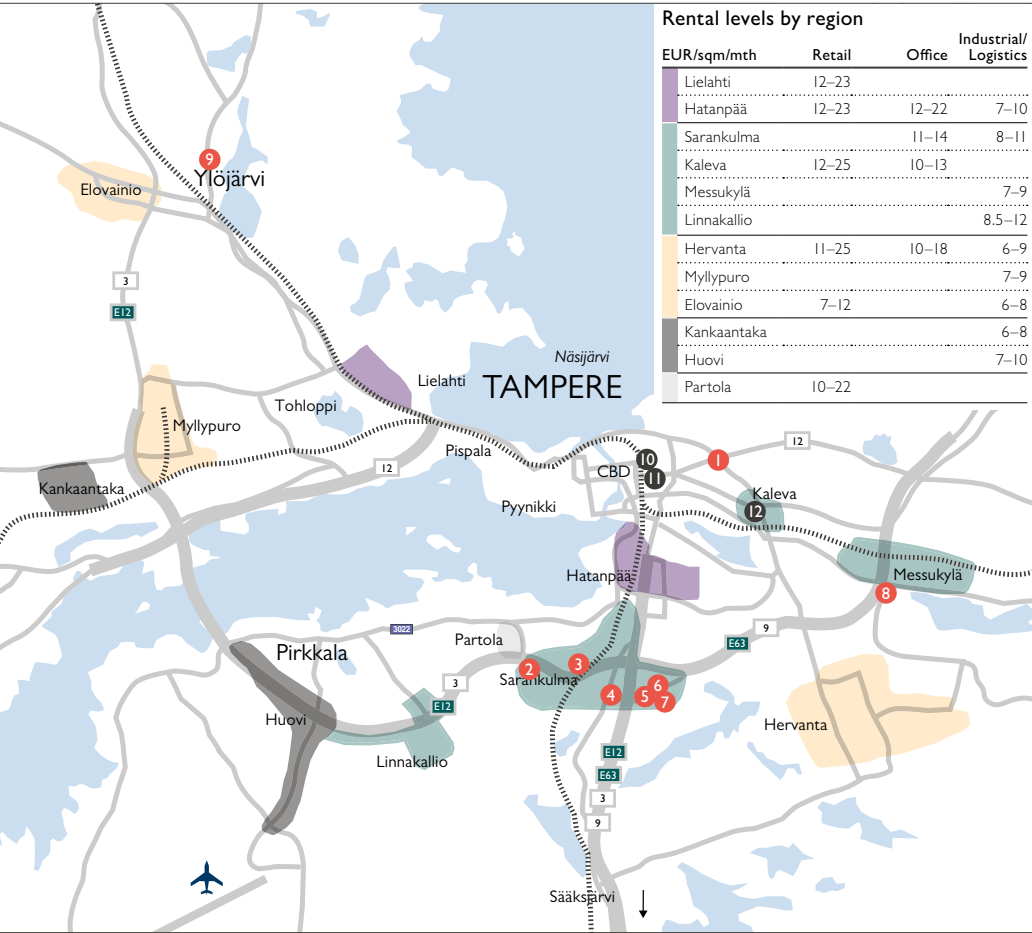 Rental levels by region
EUR/sqm/mth Retail Office Industrial/
Logistics
Lielahti 12–23
Hatanpää 12–23 12–22 7–10
Sarankulma 11–14 8–11
Kaleva 12–25 10–13
Messukylä 7–9
Linnakallio 8.5–12
Hervanta 11–25 10–18 6–9
Myllypuro 7–9
Elovainio 7–12 6–8
Kankaantaka 6–8
Huovi 7–10
Partola 10–22
9
Ylöjärvi
Elovainio
3
E12
Näsijärvi
TAMPERE
Lielahti
Tohloppi
Myllypuro
Pispala
12
Kankaantaka
CBD
10
11
1
12
Kaleva
12
Pyynikki
Hatanpää
Messukylä
8
3022
Partola
9
E63
Pirkkala
2
3
Sarankulma
3
E12
4
5
6
7
Huovi
Linnakallio
Hervanta
E12
E63
3
9
Sääksjärvi